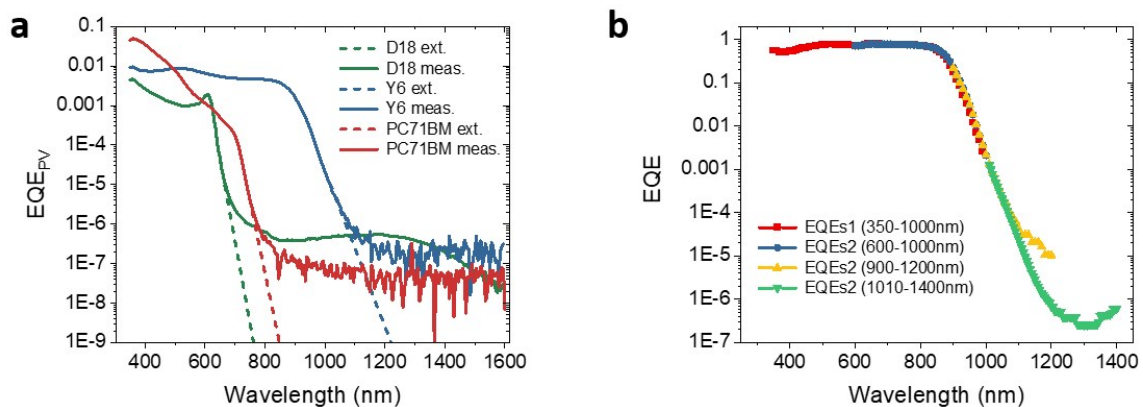 a
0.1
0.01
0.001
1E-4
1E-5
1E-6
1E-7
1E-8
1E-9
EQE_PV
400 600 800 1000 1200 1400 1600
Wavelength (nm)
D18 ext.
D18 meas.
Y6 ext.
Y6 meas.
PC71BM ext.
PC71BM meas.
b
1
0.1
0.01
0.001
1E-4
1E-5
1E-6
1E-7
EQE
400 600 800 1000 1200 1400
Wavelength (nm)
EQEs1 (350-1000nm)
EQEs2 (600-1000nm)
EQEs2 (900-1200nm)
EQEs2 (1010-1400nm)